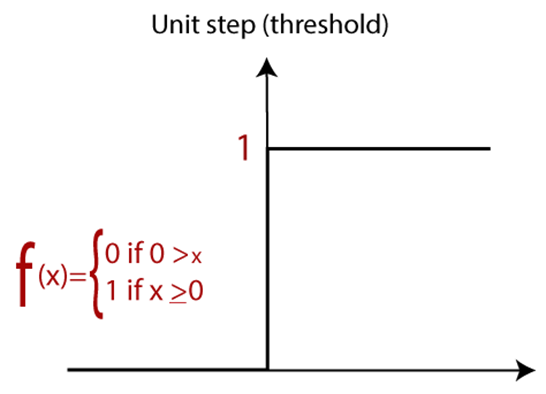 Unit step (threshold)
1
f(x)={0 if 0 >x
1 if x ≥0